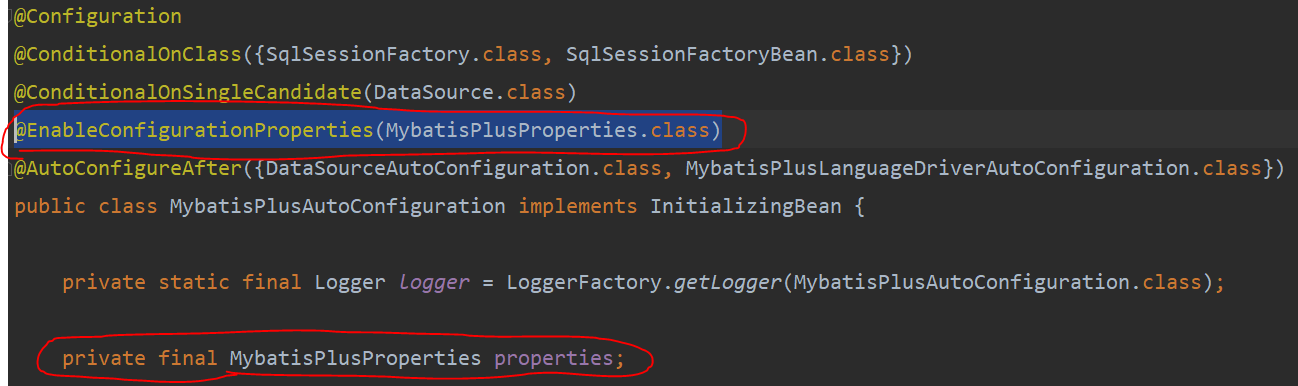 @Configuration
@ConditionalOnClass({SqlSessionFactory.class, SqlSessionFactoryBean.class})
@ConditionalOnSingleCandidate(DataSource.class)
@EnableConfigurationProperties(MybatisPlusProperties.class)
@AutoConfigureAfter({DataSourceAutoConfiguration.class, MybatisPlusLanguageDriverAutoConfiguration.class})
public class MybatisPlusAutoConfiguration implements InitializingBean {
private static final Logger logger = LoggerFactory.getLogger(MybatisPlusAutoConfiguration.class);
private final MybatisPlusProperties properties;